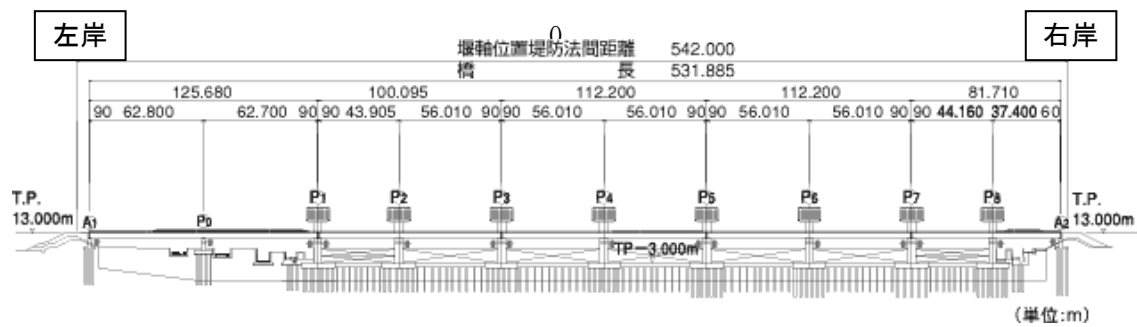 左岸
右岸
0
堰軸位置堤防法間距離 542.000
橋 長 531.885
125.680 100.095 112.200 112.200 81.710
90 62.800 62.700 90 90 43.905 56.010 90 90 56.010 56.010 90 90 56.010 56.010 90 90 44.160 37.400 60
P1 P2 P3 P4 P5 P6 P7 P8
T.P.
13.000m
A1 P0 A2
T.P.
13.000m
TP－3.000m
(単位:m)